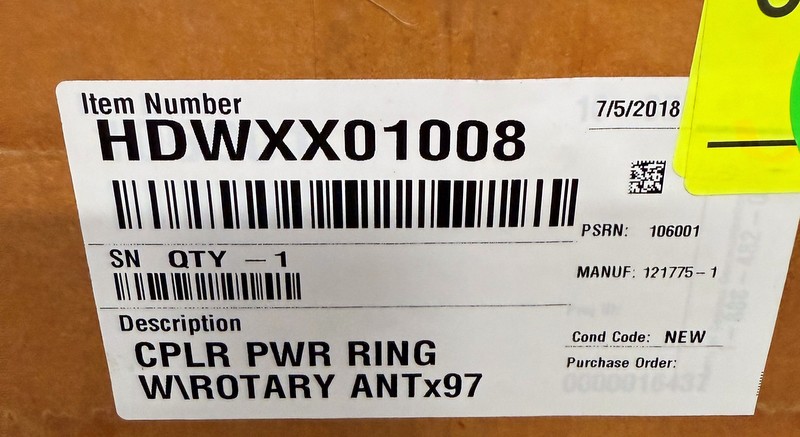 Item Number
HDWXX01008
7/5/2018
PSRN: 106001
SN QTY - 1
MANUF: 121775-1
Description
CPLR PWR RING
W\ROTARY ANTx97
Cond Code: NEW
Purchase Order: